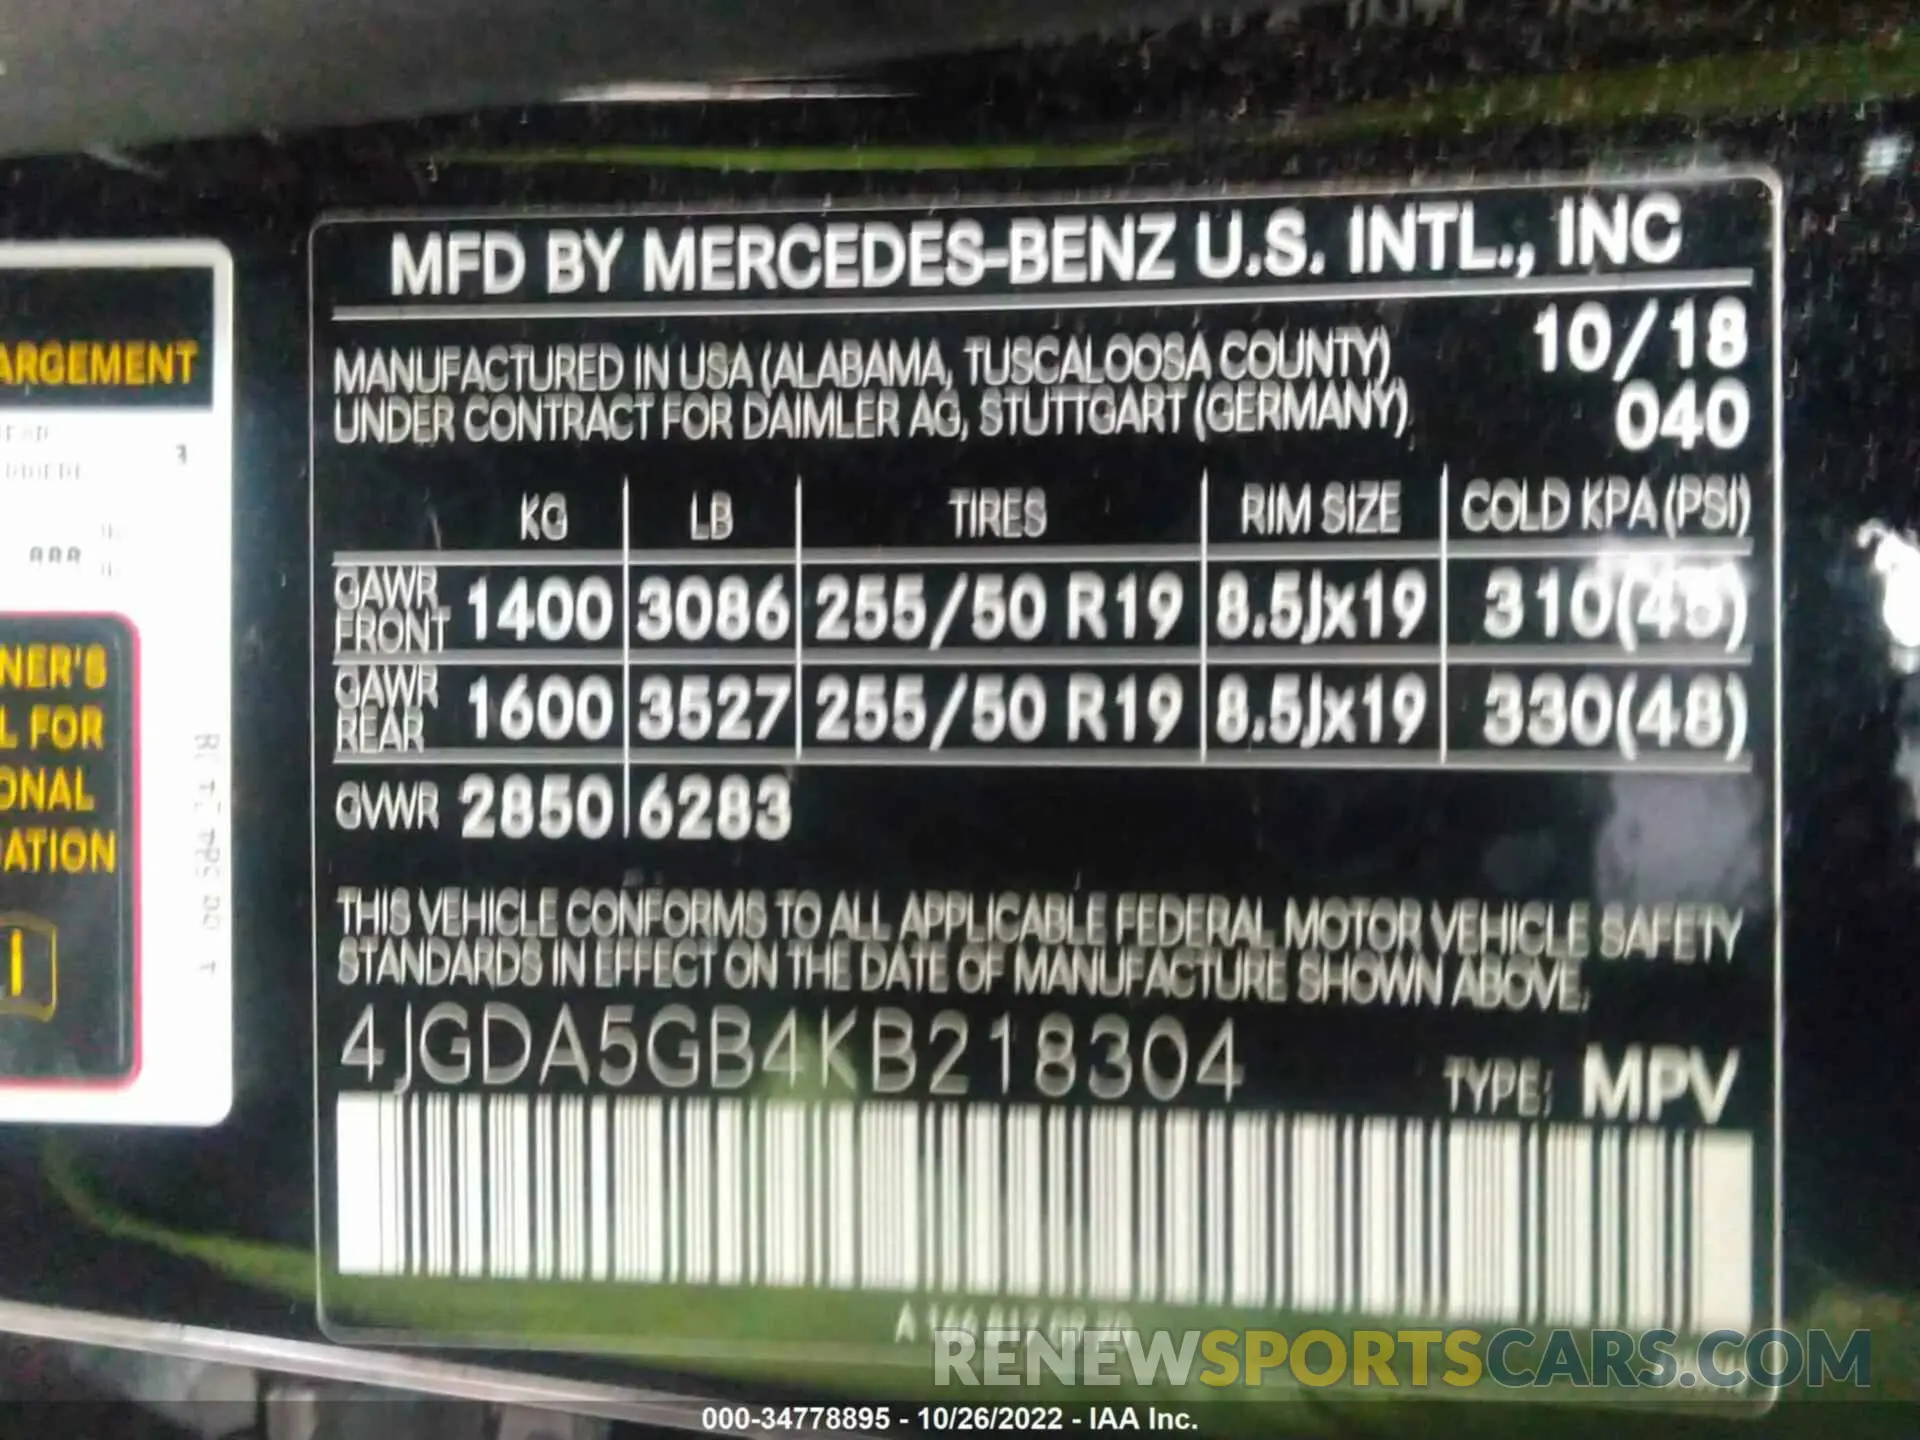 MFD BY MERCEDES-BENZ U.S. INTL., INC
MANUFACTURED IN USA (ALABAMA, TUSCALOOSA COUNTY) 10/18
UNDER CONTRACT FOR DAIMLER AG, STUTTGART (GERMANY) 040
KG LB TIRES RIM SIZE COLD KPA (PSI)
GAWR FRONT 1400 3086 255/50 R19 8.5Jx19 310(45)
GAWR REAR 1600 3527 255/50 R19 8.5Jx19 330(48)
GVWR 2850 6283
THIS VEHICLE CONFORMS TO ALL APPLICABLE FEDERAL MOTOR VEHICLE SAFETY
STANDARDS IN EFFECT ON THE DATE OF MANUFACTURE SHOWN ABOVE.
4JGDA5GB4KB218304 TYPE: MPV
ARGEMENT
3
NER'S
L FOR
ONAL
ATION
RENEWSPORTSCARS.COM
000-34778895 - 10/26/2022 - IAA Inc.